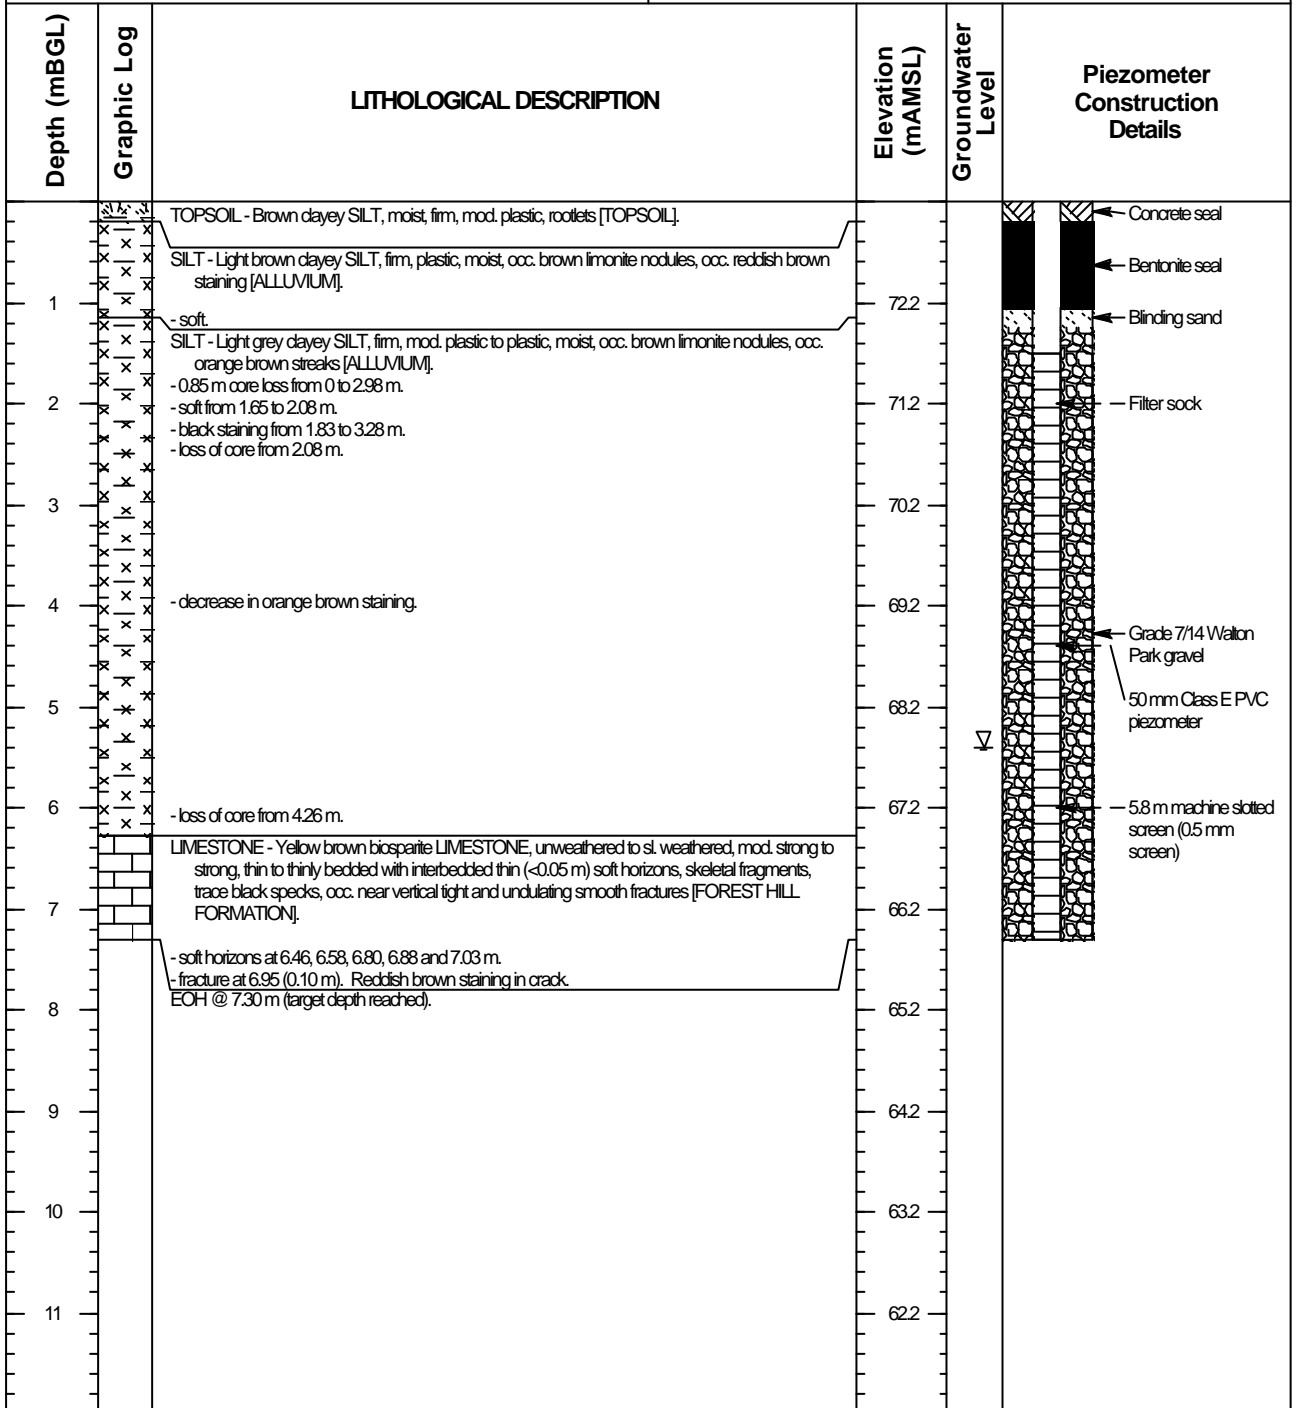 Depth (mBGL)
Graphic Log
LITHOLOGICAL DESCRIPTION
Elevation
(mAMSL)
Groundwater
Level
Piezometer
Construction
Details
TOPSOIL - Brown clayey SILT, moist, firm, mod. plastic, rootlets [TOPSOIL].
Concrete seal
SILT - Light brown clayey SILT, firm, plastic, moist, occ. brown limonite nodules, occ. reddish brown
staining [ALLUVIUM].
Bentonite seal
1
72.2
- soft.
Blinding sand
SILT - Light grey clayey SILT, firm, mod. plastic to plastic, moist, occ. brown limonite nodules, occ.
orange brown streaks [ALLUVIUM].
- 0.85 m core loss from 0 to 2.98 m.
2
- soft from 1.65 to 2.08 m.
71.2
Filter sock
- black staining from 1.83 to 3.28 m.
- loss of core from 2.08 m.
3
70.2
4
- decrease in orange brown staining.
69.2
Grade 7/14 Walton
Park gravel
5
68.2
50 mm Class E PVC
piezometer
6
- loss of core from 4.26 m.
67.2
5.8 m machine slotted
screen (0.5 mm
screen)
LIMESTONE - Yellow brown biosparite LIMESTONE, unweathered to sl. weathered, mod. strong to
strong, thin to thinly bedded with interbedded thin (<0.05 m) soft horizons, skeletal fragments,
trace black specks, occ. near vertical tight and undulating smooth fractures [FOREST HILL
FORMATION].
7
66.2
- soft horizons at 6.46, 6.58, 6.80, 6.88 and 7.03 m.
- fracture at 6.95 (0.10 m). Reddish brown staining in crack.
EOH @ 7.30 m (target depth reached).
8
65.2
9
64.2
10
63.2
11
62.2